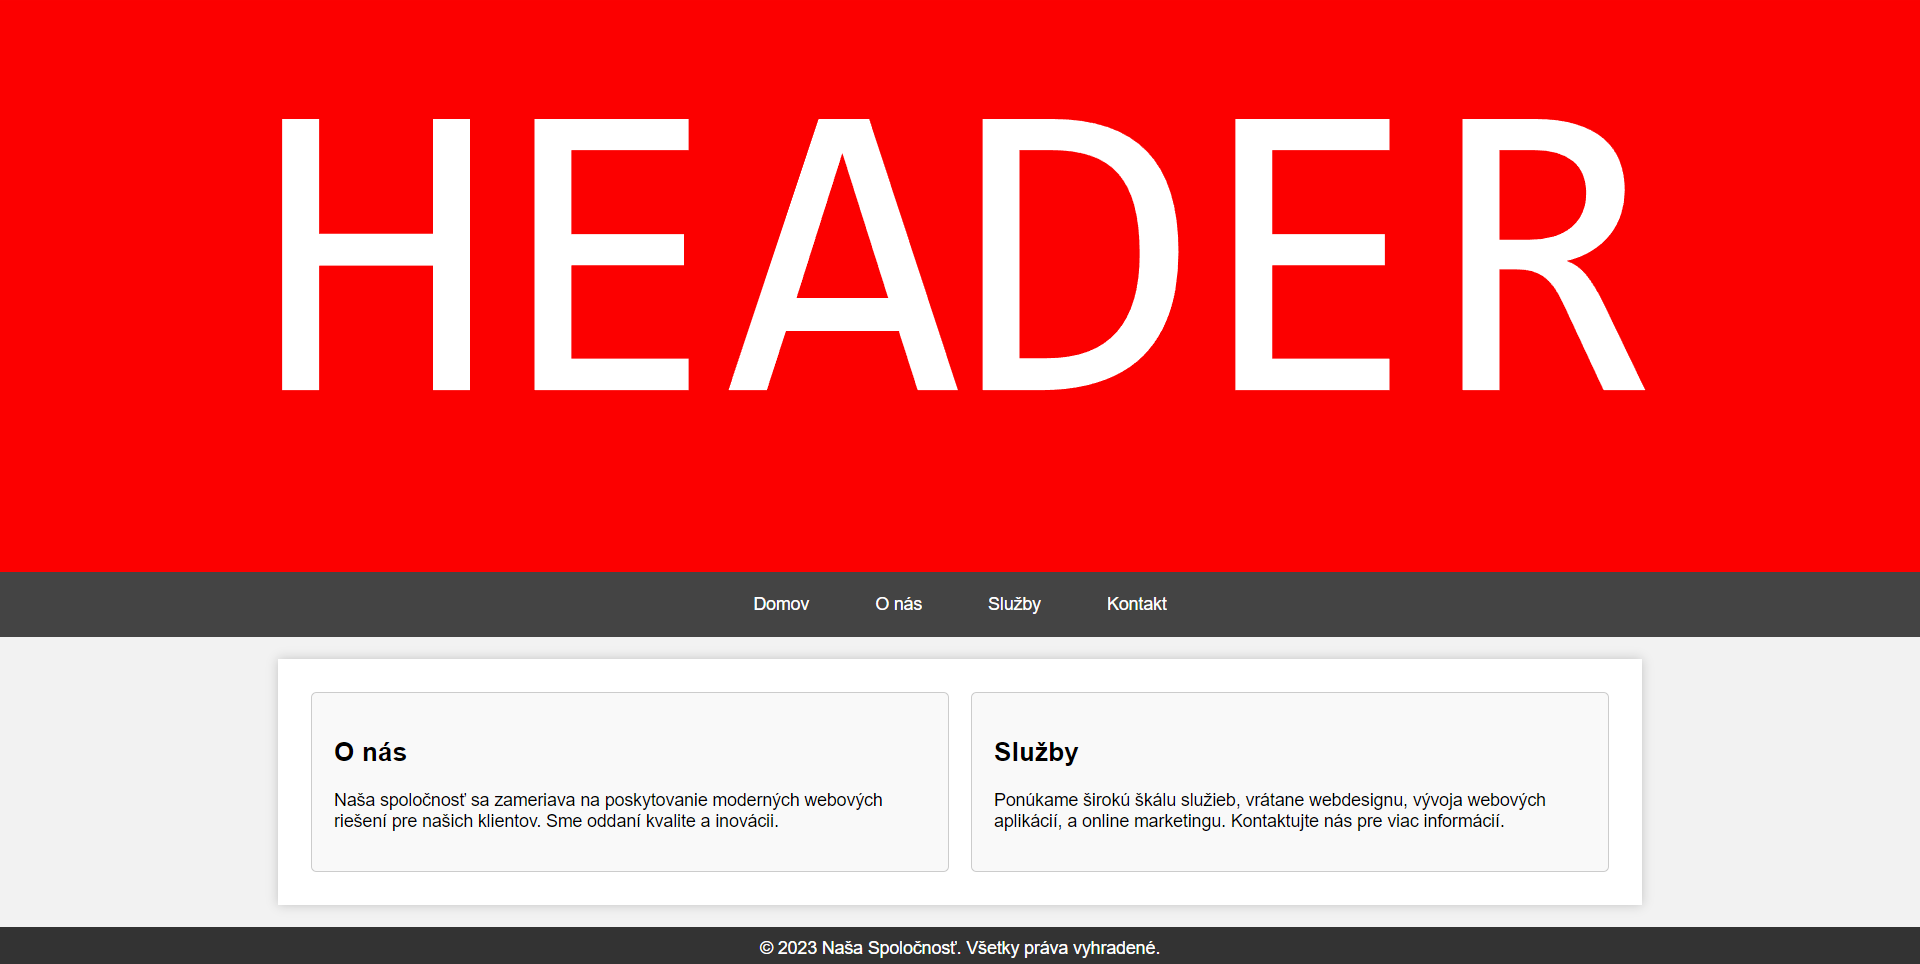 HEADER
Domov O nás Služby Kontakt
O nás
Naša spoločnosť sa zameriava na poskytovanie moderných webových
riešení pre našich klientov. Sme oddaní kvalite a inovácii.
Služby
Ponúkame širokú škálu služieb, vrátane webdesignu, vývoja webových
aplikácií, a online marketingu. Kontaktujte nás pre viac informácií.
© 2023 Naša Spoločnosť. Všetky práva vyhradené.